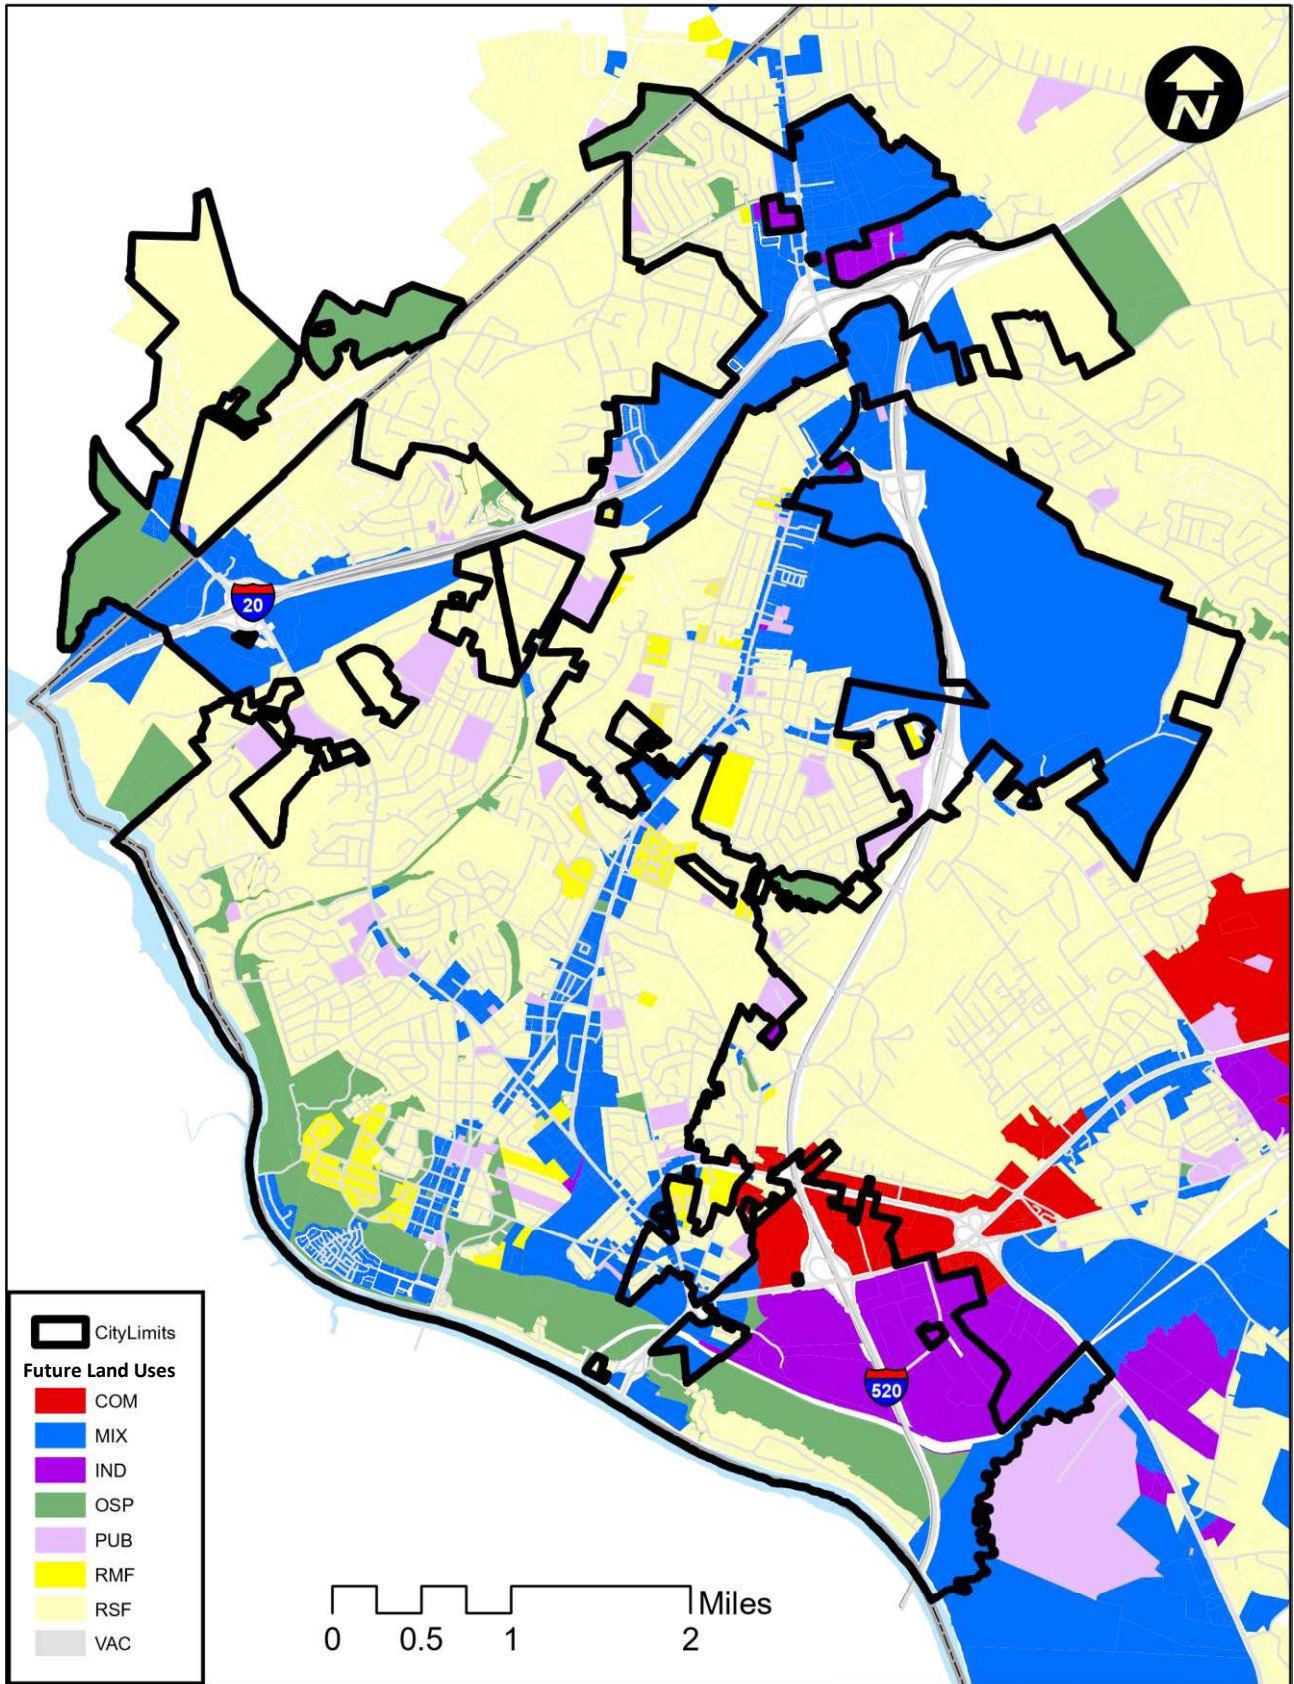 N
20
520
CityLimits
Future Land Uses
COM
MIX
IND
OSP
PUB
RMF
RSF
VAC
Miles
0 0.5 1 2